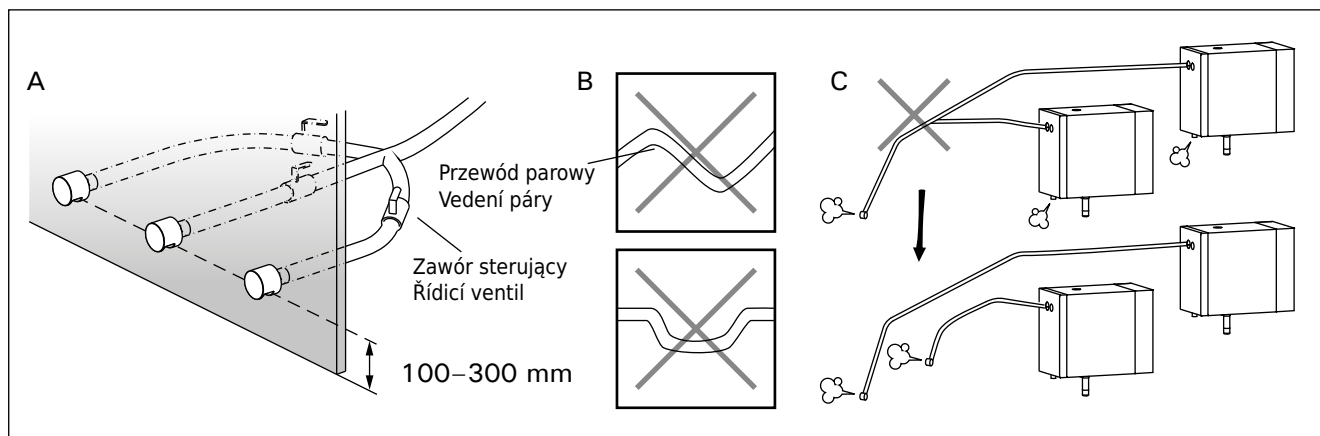 A
B
C
Przewód parowy
Vedení páry
Zawór sterujący
Řídicí ventil
100–300 mm